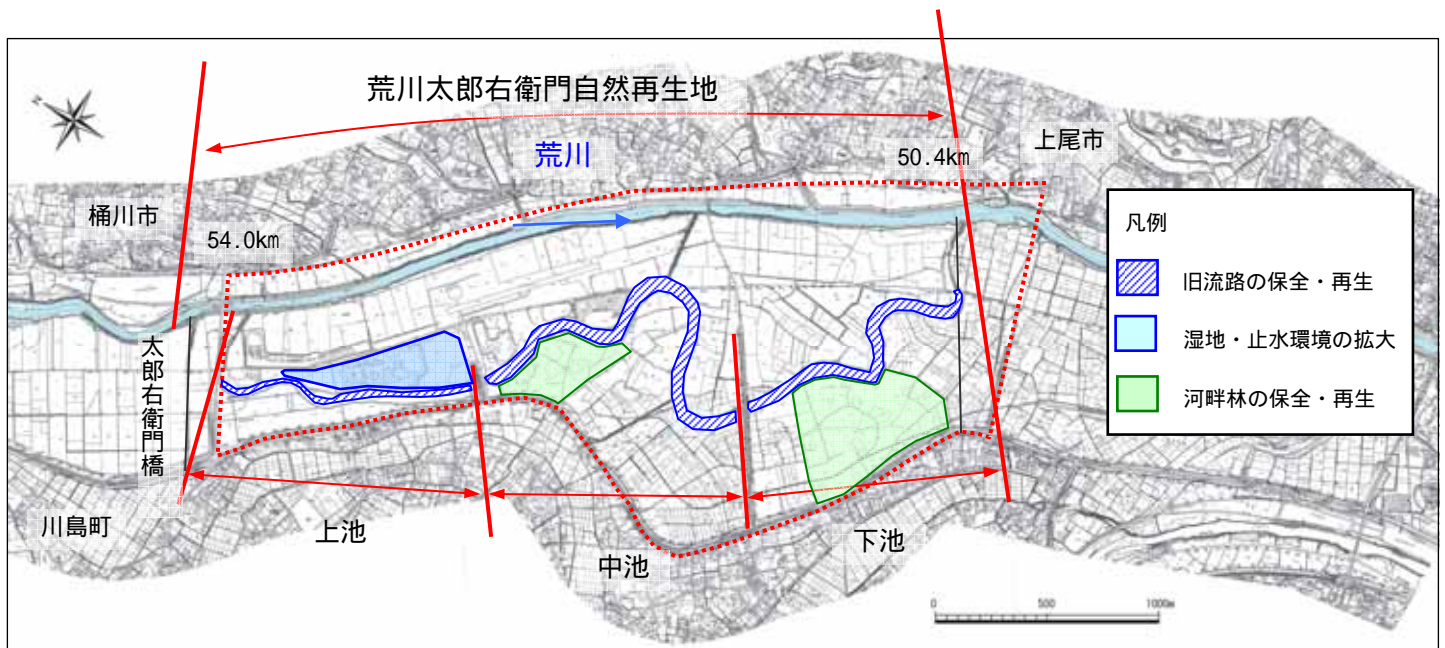 荒川太郎右衛門自然再生地
荒川
50.4km
上尾市
桶川市
54.0km
太郎右衛門橋
川島町
上池
中池
下池
凡例
旧流路の保全・再生
湿地・止水環境の拡大
河畔林の保全・再生
0 500 1000m